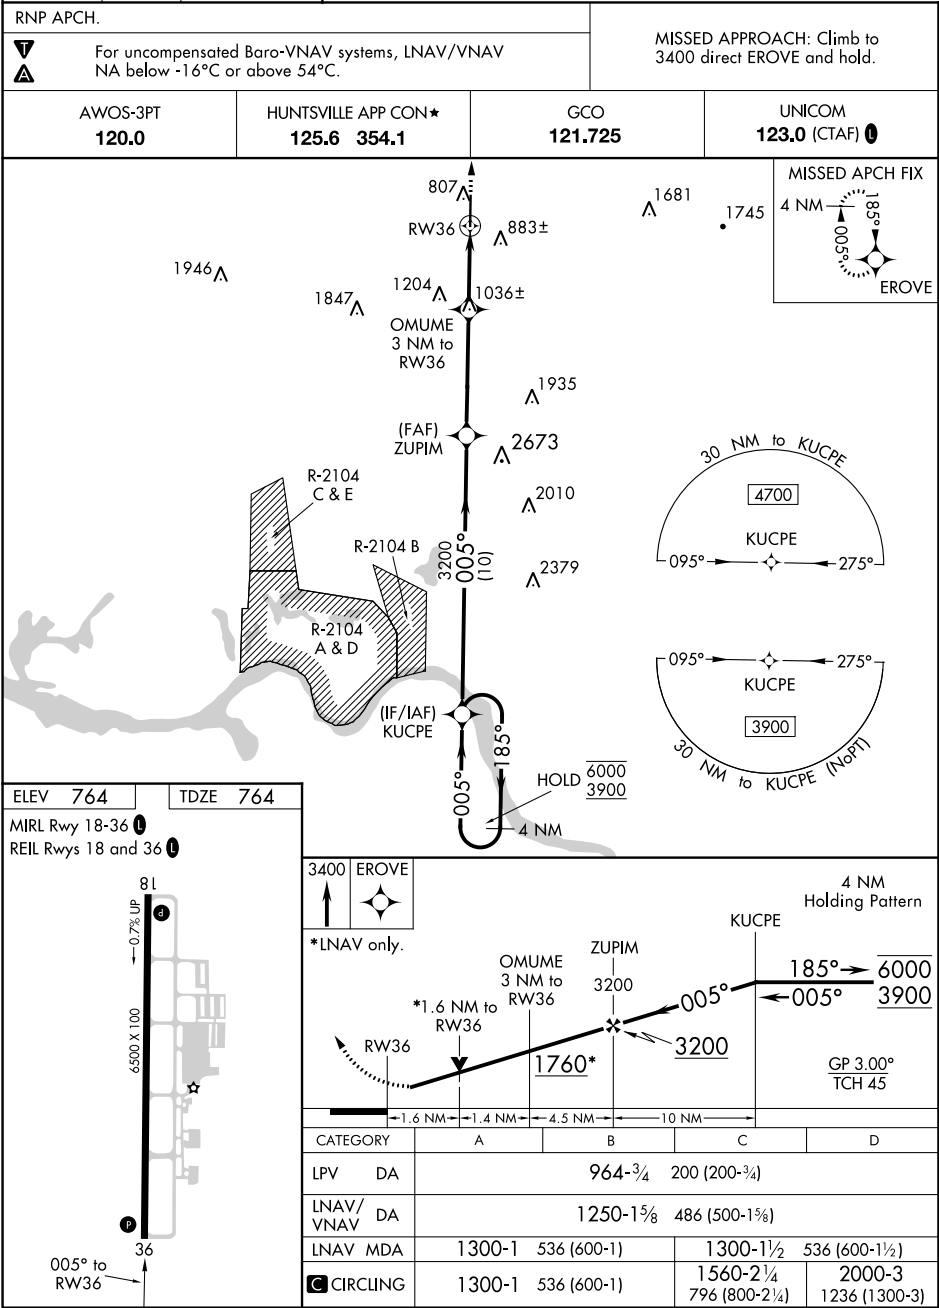 RNP APCH.
T
A
For uncompensated Baro-VNAV systems, LNAV/VNAV
NA below -16°C or above 54°C.
MISSED APPROACH: Climb to
3400 direct EROVE and hold.
AWOS-3PT
120.0
HUNTSVILLE APP CON★
125.6 354.1
GCO
121.725
UNICOM
123.0 (CTAF) L
MISSED APCH FIX
4 NM
185°
005°
EROVE
807
1681
1745
RW36
883±
1946
1204
1036±
1847
OMUME
3 NM to
RW36
1935
(FAF)
ZUPIM
2673
R-2104
C & E
2010
R-2104 B
3200
005°
(10)
2379
R-2104
A & D
(IF/IAF)
KUCPE
185°
005°
HOLD
6000
3900
4 NM
30 NM to KUCPE
4700
KUCPE
095°
275°
095°
275°
KUCPE
3900
30 NM to KUCPE (NoPT)
ELEV 764
TDZE 764
MIRL Rwy 18-36 L
REIL Rwys 18 and 36 L
18
P
0.7% UP
6500 X 100
P
36
005° to
RW36
3400
EROVE
*LNAV only.
4 NM
Holding Pattern
KUCPE
ZUPIM
OMUME
3 NM to
RW36
3200
185°
6000
005°
005°
3900
*1.6 NM to
RW36
RW36
1760*
3200
GP 3.00°
TCH 45
1.6 NM
1.4 NM
4.5 NM
10 NM
CATEGORY A B C D
LPV DA 964-¾ 200 (200-¾)
LNAV/
VNAV DA 1250-1⅝ 486 (500-1⅝)
LNAV MDA 1300-1 536 (600-1) 1300-1½ 536 (600-1½)
C CIRCLING 1300-1 536 (600-1) 1560-2¼ 2000-3
796 (800-2¼) 1236 (1300-3)